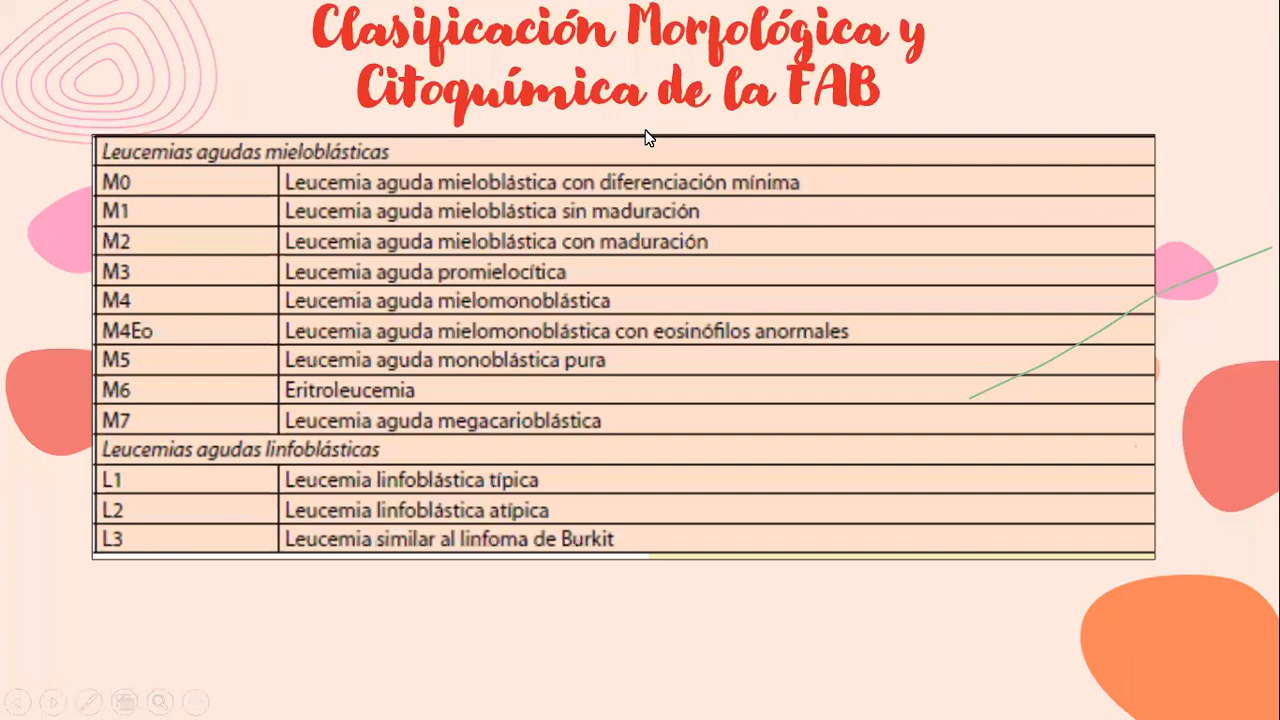 Clasificación Morfológica y
Citoquímica de la FAB
Leucemias agudas mieloblásticas
M0 Leucemia aguda mieloblástica con diferenciación mínima
M1 Leucemia aguda mieloblástica sin maduración
M2 Leucemia aguda mieloblástica con maduración
M3 Leucemia aguda promielocítica
M4 Leucemia aguda mielomonoblástica
M4Eo Leucemia aguda mielomonoblástica con eosinófilos anormales
M5 Leucemia aguda monoblástica pura
M6 Eritroleucemia
M7 Leucemia aguda megacarioblástica
Leucemias agudas linfoblásticas
L1 Leucemia linfoblástica típica
L2 Leucemia linfoblástica atípica
L3 Leucemia similar al linfoma de Burkit